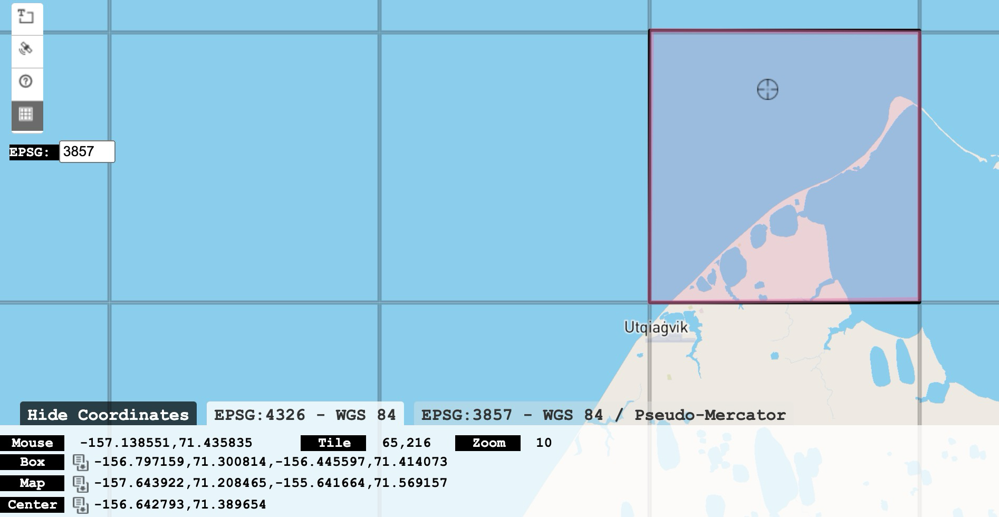 T
?
EPSG: 3857
Utqiaġvik
Hide Coordinates EPSG:4326 - WGS 84 EPSG:3857 - WGS 84 / Pseudo-Mercator
Mouse -157.138551,71.435835 Tile 65,216 Zoom 10
Box -156.797159,71.300814,-156.445597,71.414073
Map -157.643922,71.208465,-155.641664,71.569157
Center -156.642793,71.389654